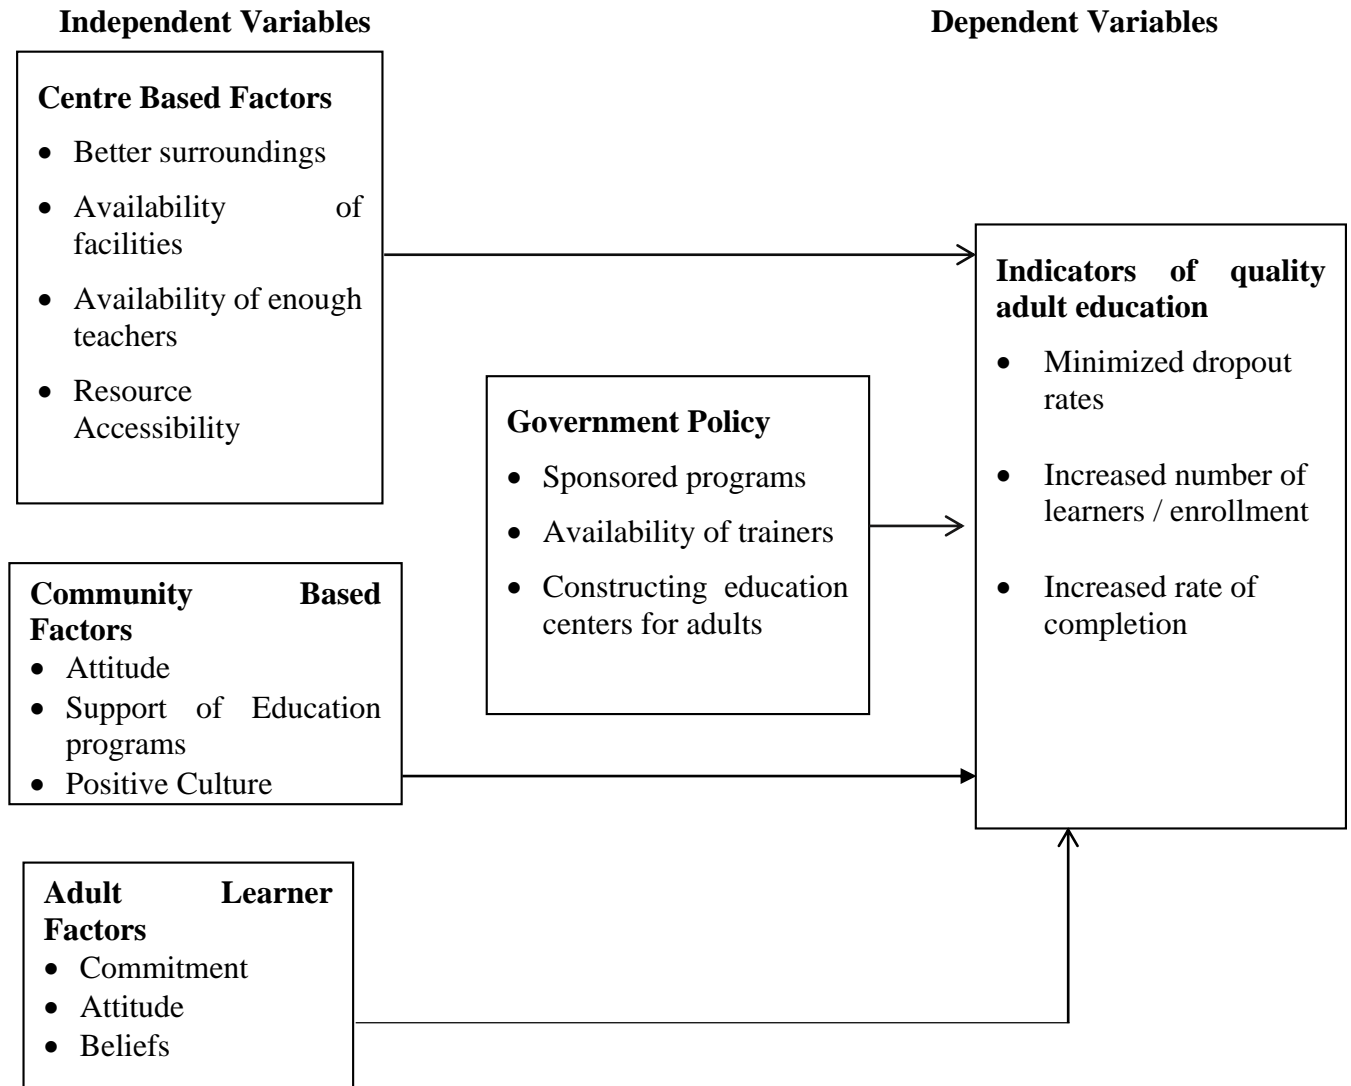 Independent Variables
Dependent Variables
Centre Based Factors
• Better surroundings
• Availability of
facilities
• Availability of enough
teachers
• Resource
Accessibility
Community Based
Factors
• Attitude
• Support of Education
programs
• Positive Culture
Adult Learner
Factors
• Commitment
• Attitude
• Beliefs
Government Policy
• Sponsored programs
• Availability of trainers
• Constructing education
centers for adults
Indicators of quality
adult education
• Minimized dropout
rates
• Increased number of
learners / enrollment
• Increased rate of
completion